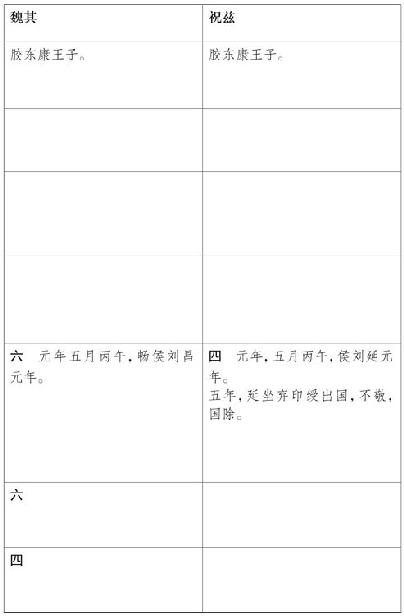 魏其
祝兹
胶东康王子。
胶东康王子。
六 元年五月丙午，畅侯刘昌
元年。
四 元年，五月丙午，侯刘延元
年。
五年，延坐弃印绶出国，不敬，
国除。
六
四